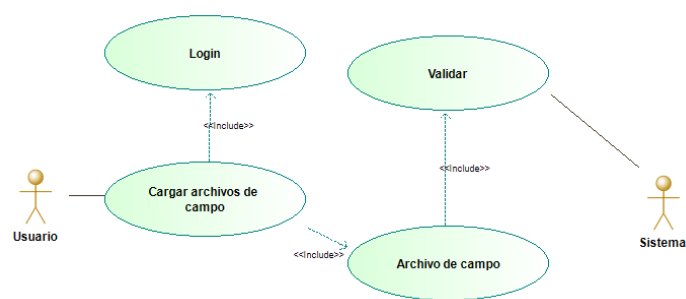 Login
Validar
<<Include>>
<<Include>>
Cargar archivos de
campo
Usuario
Sistema
<<Include>>
Archivo de campo